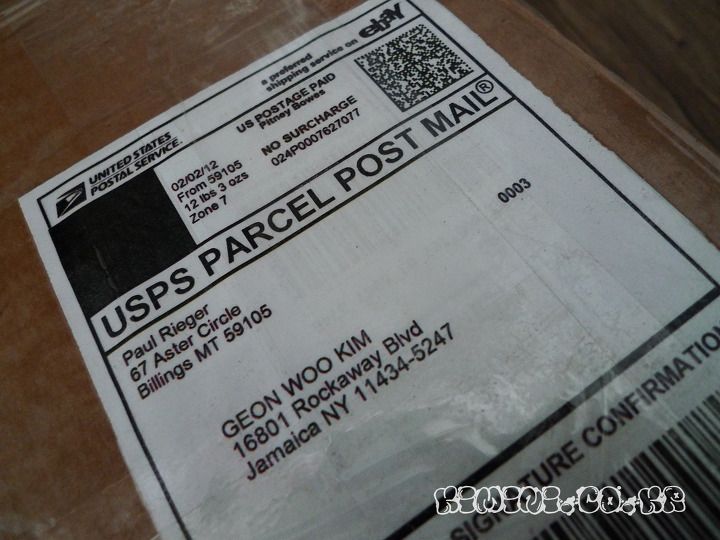 a preferred
shipping service on ebay
US POSTAGE PAID
Pitney Bowes
UNITED STATES
POSTAL SERVICE®
02/02/12
From 59105
12 lbs 3 ozs
Zone 7
NO SURCHARGE
024P0007627077
USPS PARCEL POST MAIL®
0003
Paul Rieger
67 Aster Circle
Billings MT 59105
GEON WOO KIM
16801 Rockaway Blvd
Jamaica NY 11434-5247
SIGNATURE CONFIRMATION
KIMINI.CO.KR